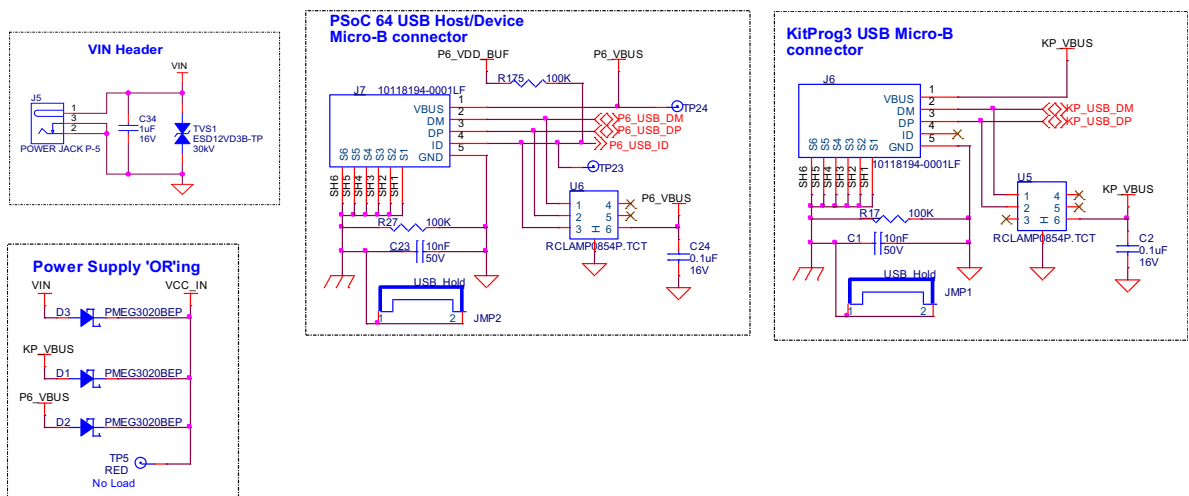 VIN Header
VIN
J5
1
3
2
POWER JACK P-5
C34
1uF
16V
TVS1
ESD12VD3B-TP
30kV
Power Supply 'OR'ing
VIN
VCC_IN
D3
PMEG3020BEP
KP_VBUS
D1
PMEG3020BEP
P6_VBUS
D2
PMEG3020BEP
TP5
RED
No Load
PSoC 64 USB Host/Device
Micro-B connector
P6_VDD_BUF
P6_VBUS
R175
100K
J7
10118194-0001LF
VBUS
DM
DP
ID
GND
1
2
3
4
5
TP24
P6_USB_DM
P6_USB_DP
P6_USB_ID
TP23
S6
S5
S4
S3
S2
S1
SH6
SH5
SH4
SH3
SH2
SH1
R27
100K
C23
10nF
50V
U6
1
2
3
4
5
6
H
RCLAMP0854P.TCT
P6_VBUS
C24
0.1uF
16V
USB Hold
1
2
JMP2
KitProg3 USB Micro-B
connector
KP_VBUS
J6
VBUS
DM
DP
ID
GND
1
2
3
4
5
KP_USB_DM
KP_USB_DP
10118194-0001LF
S6
S5
S4
S3
S2
S1
SH6
SH5
SH4
SH3
SH2
SH1
R17
100K
C1
10nF
50V
U5
1
2
3
4
5
6
H
RCLAMP0854P.TCT
KP_VBUS
C2
0.1uF
16V
USB Hold
1
2
JMP1